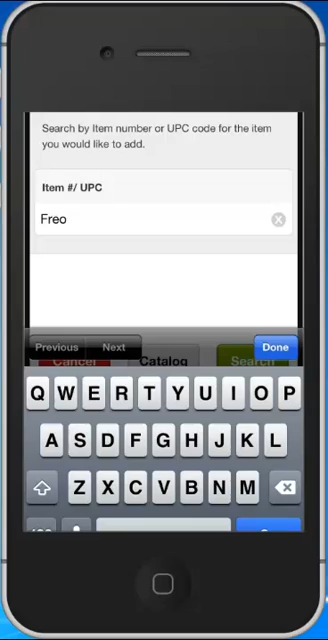 Search by Item number or UPC code for the item
you would like to add.
Item #/ UPC
Freo
Previous Next Done
Cancel Catalog Search
Q W E R T Y U I O P
A S D F G H J K L
Z X C V B N M